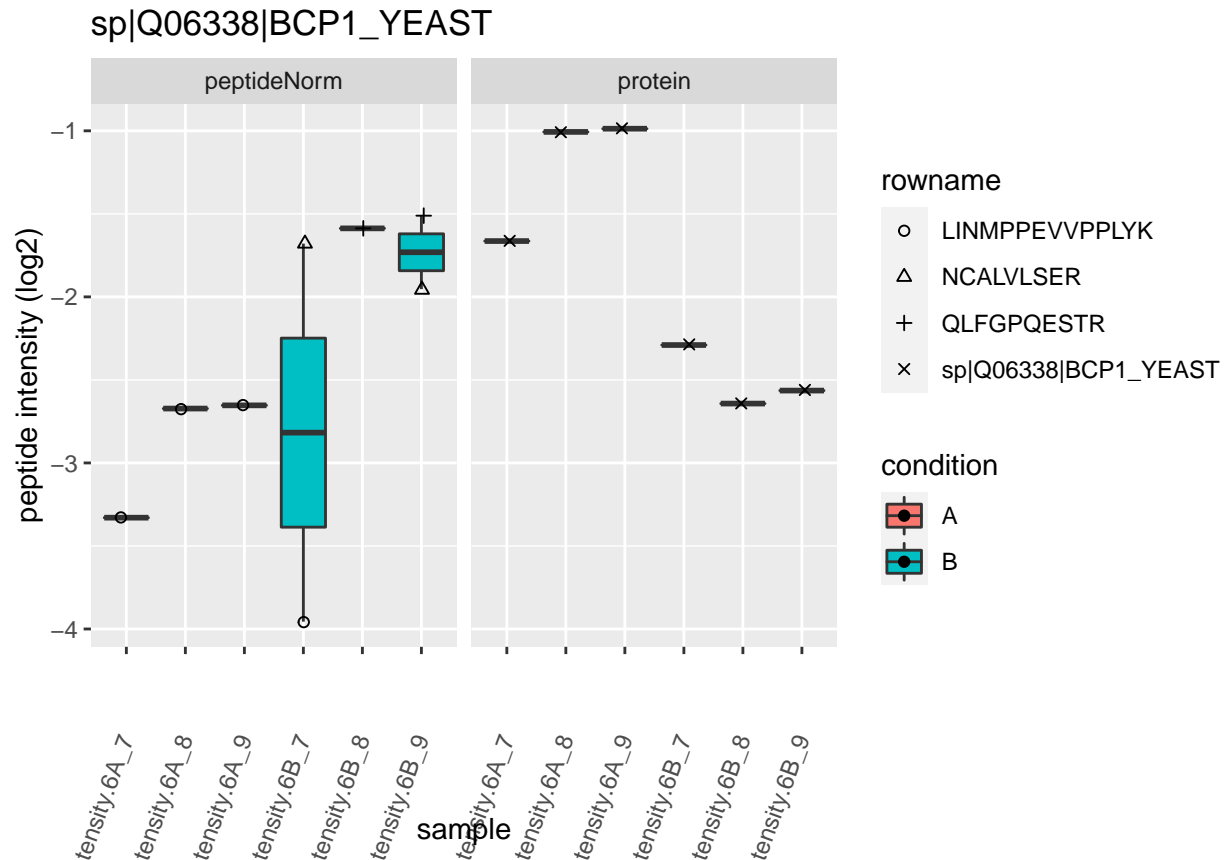 sp|Q06338|BCP1_YEAST
peptideNorm
protein
peptide intensity (log2)
−1
−2
−3
−4
tensity.6A_7
tensity.6A_8
tensity.6A_9
tensity.6B_7
tensity.6B_8
tensity.6B_9
tensity.6A_7
tensity.6A_8
tensity.6A_9
tensity.6B_7
tensity.6B_8
tensity.6B_9
sample
rowname
LINMPPEVVPPLYK
NCALVLSER
QLFGPQESTR
sp|Q06338|BCP1_YEAST
condition
A
B